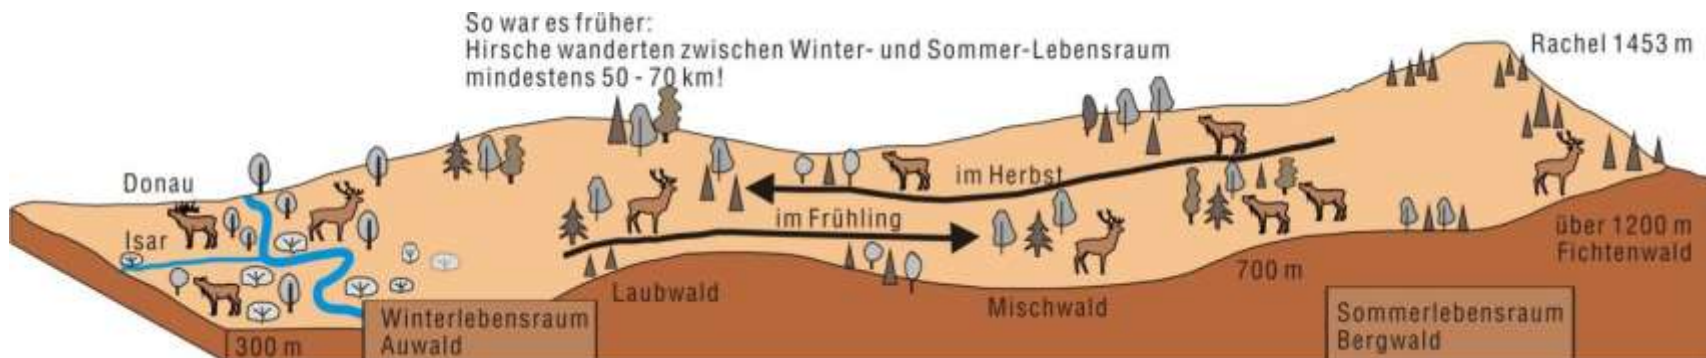 So war es früher:
Hirsche wanderten zwischen Winter- und Sommer-Lebensraum
mindestens 50 - 70 km!
Rachel 1453 m
Donau
Isar
im Herbst
im Frühling
über 1200 m
Fichtenwald
700 m
Laubwald
Mischwald
Winterlebensraum
Auwald
Sommerlebensraum
Bergwald
300 m